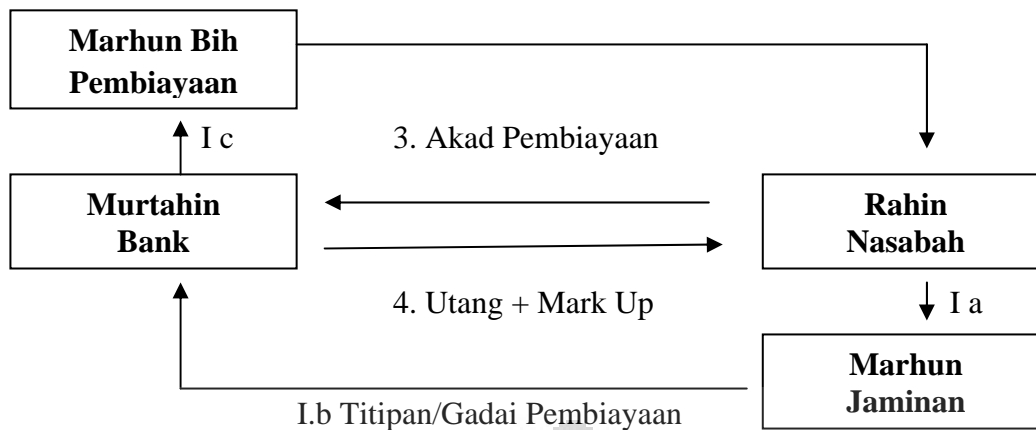 Marhun Bih
Pembiayaan
I c
3. Akad Pembiayaan
Murtahin
Bank
Rahin
Nasabah
4. Utang + Mark Up
I a
Marhun
Jaminan
I.b Titipan/Gadai Pembiayaan